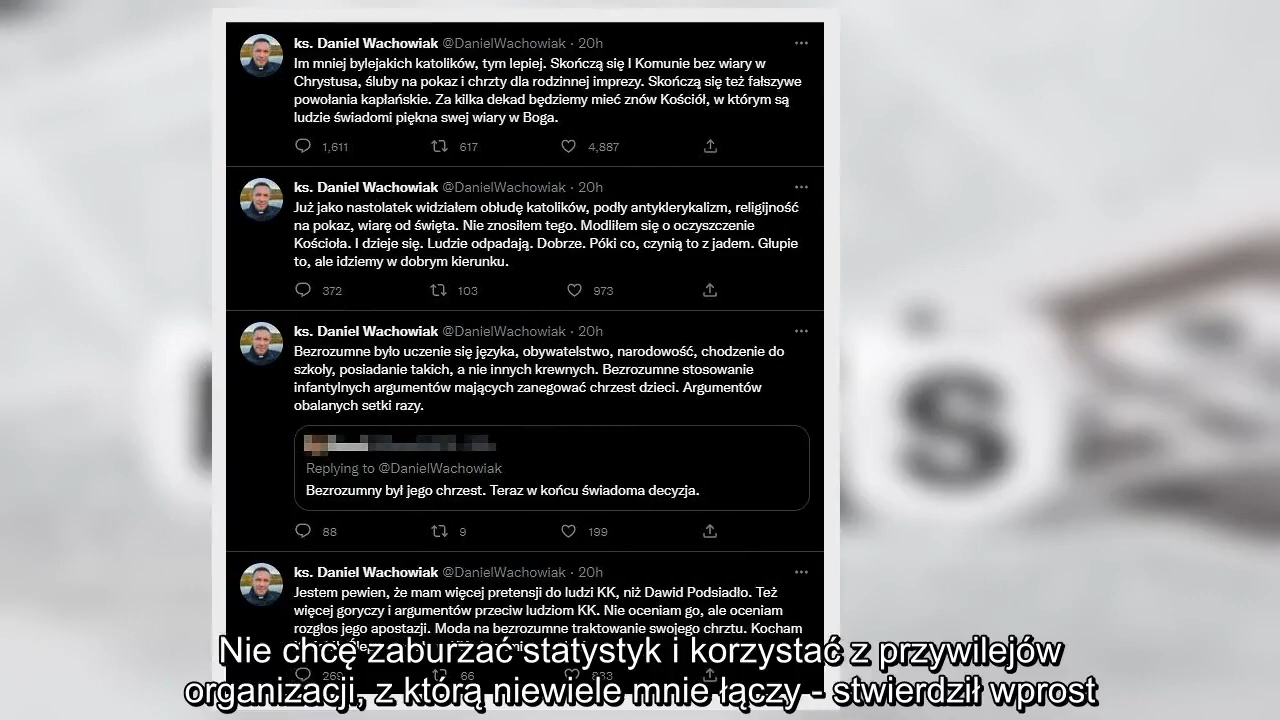 ks. Daniel Wachowiak @DanielWachowiak · 20h
Im mniej bylejakich katolików, tym lepiej. Skończą się I Komunie bez wiary w
Chrystusa, śluby na pokaz i chrzty dla rodzinnej imprezy. Skończą się też fałszywe
powołania kapłańskie. Za kilka dekad będziemy mieć znów Kościół, w którym są
ludzie świadomi piękna swej wiary w Boga.
1,611 617 4,887
ks. Daniel Wachowiak @DanielWachowiak · 20h
Już jako nastolatek widziałem obłudę katolików, podły antyklerykalizm, religijność
na pokaz, wiarę od święta. Nie znosiłem tego. Modliłem się o oczyszczenie
Kościoła. I dzieje się. Ludzie odpadają. Dobrze. Póki co, czynią to z jadem. Głupie
to, ale idziemy w dobrym kierunku.
372 103 973
ks. Daniel Wachowiak @DanielWachowiak · 20h
Bezrozumne było uczenie się języka, obywatelstwo, narodowość, chodzenie do
szkoły, posiadanie takich, a nie innych krewnych. Bezrozumne stosowanie
infantylnych argumentów mających zanegować chrzest dzieci. Argumentów
obalanych setki razy.
Replying to @DanielWachowiak
Bezrozumny był jego chrzest. Teraz w końcu świadoma decyzja.
88 9 199
ks. Daniel Wachowiak @DanielWachowiak · 20h
Jestem pewien, że mam więcej pretensji do ludzi KK, niż Dawid Podsiadło. Też
więcej goryczy i argumentów przeciw ludziom KK. Nie oceniam go, ale oceniam
rozgłos jego apostazji. Moda na bezrozumne traktowanie swojego chrztu. Kocham
66
Nie chcę zaburzać statystyk i korzystać z przywilejów
organizacji, z którą niewiele mnie łączy - stwierdził wprost